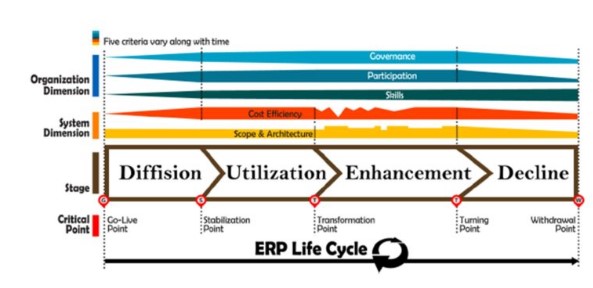 Five criteria vary along with time
Governance
Organization
Dimension
Participation
Skills
System
Dimension
Cost Efficiency
Scope & Architecture
Stage
Diffision
Utilization
Enhancement
Decline
G
S
T
T
W
Critical
Point
Go-Live
Point
Stabilization
Point
Transformation
Point
Turning
Point
Withdrawal
Point
ERP Life Cycle